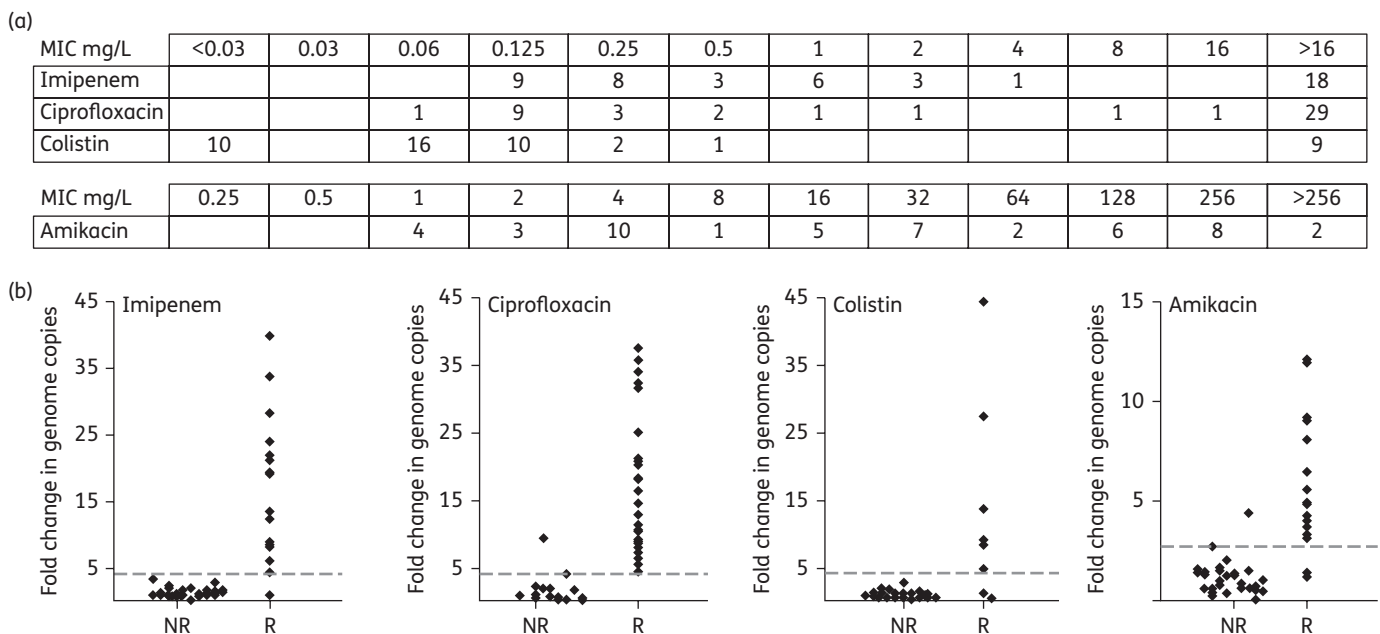 (a)
MIC mg/L <0.03 0.03 0.06 0.125 0.25 0.5 1 2 4 8 16 >16
Imipenem 9 8 3 6 3 1 18
Ciprofloxacin 1 9 3 2 1 1 1 1 29
Colistin 10 16 10 2 1 9
MIC mg/L 0.25 0.5 1 2 4 8 16 32 64 128 256 >256
Amikacin 4 3 10 1 5 7 2 6 8 2
(b)
Fold change in genome copies
45
35
25
15
5
Imipenem
NR R
Fold change in genome copies
45
35
25
15
5
Ciprofloxacin
NR R
Fold change in genome copies
45
35
25
15
5
Colistin
NR R
Fold change in genome copies
15
10
5
Amikacin
NR R